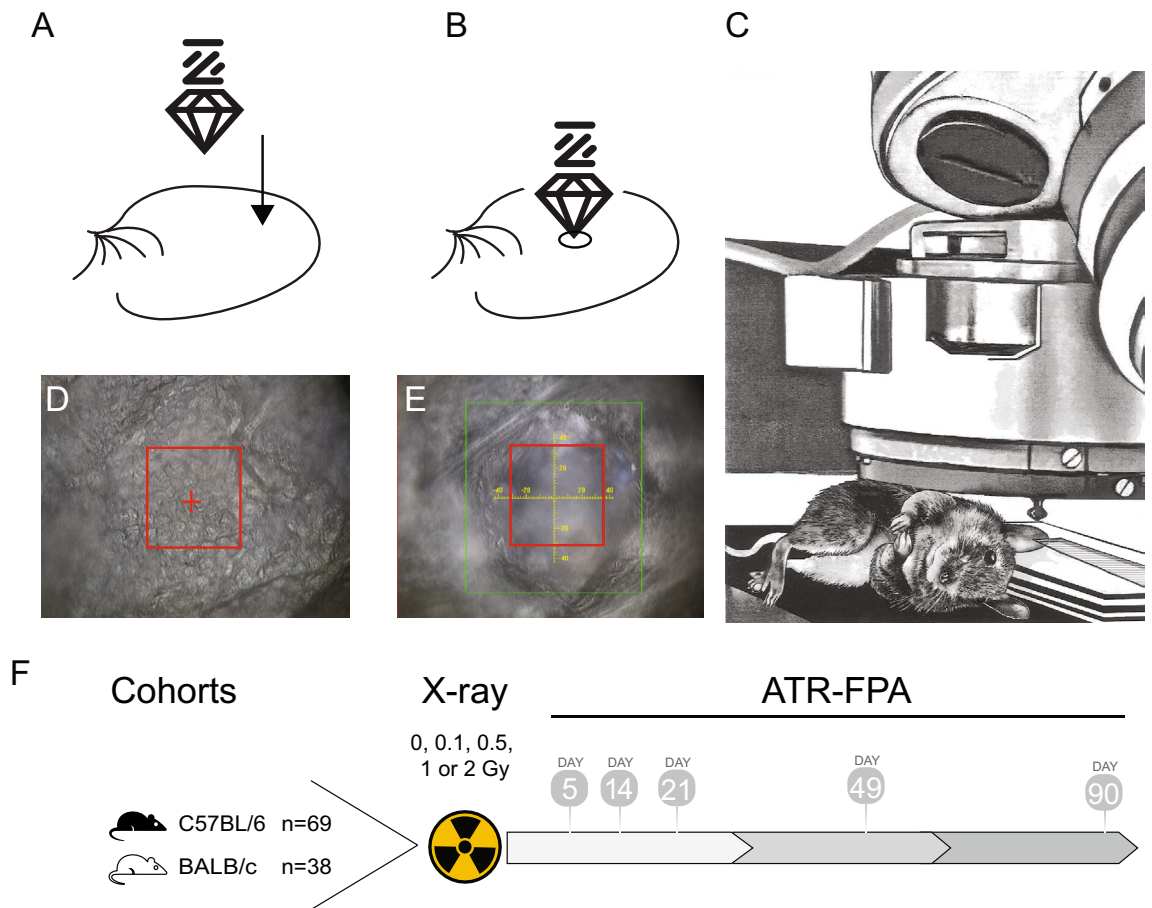 A
B
C
D
E
40
20
-40
-20
20
40
-20
40
F
Cohorts
X-ray
ATR-FPA
0, 0.1, 0.5,
1 or 2 Gy
DAY
5
DAY
14
DAY
21
DAY
49
DAY
90
C57BL/6 n=69
BALB/c n=38